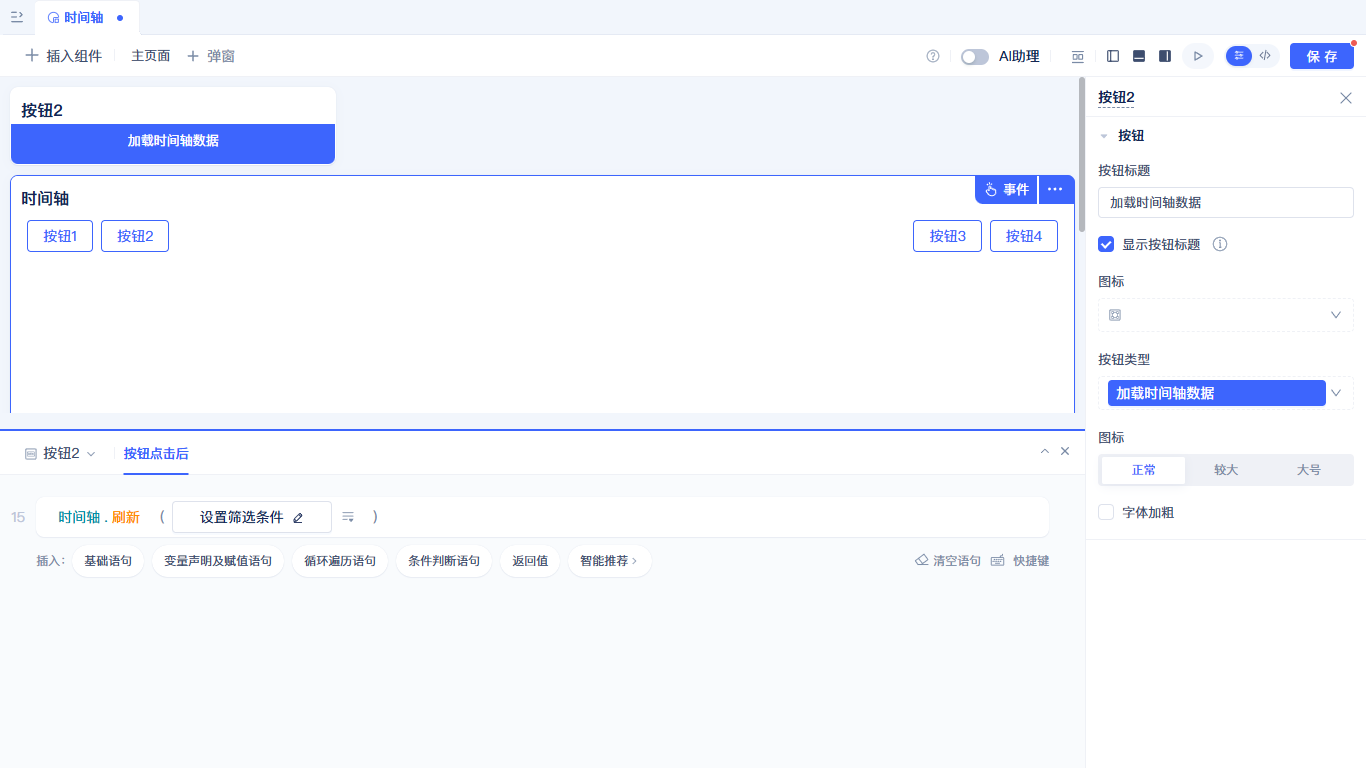 时间轴
插入组件
主页面
弹窗
AI助理
保 存
按钮2
加载时间轴数据
时间轴
事件
按钮1
按钮2
按钮3
按钮4
按钮2
按钮点击后
15
时间轴 . 刷新 ( 设置筛选条件 )
插入:
基础语句
变量声明及赋值语句
循环遍历语句
条件判断语句
返回值
智能推荐
清空语句
快捷键
按钮2
按钮
按钮标题
加载时间轴数据
显示按钮标题
图标
按钮类型
加载时间轴数据
图标
正常
较大
大号
字体加粗